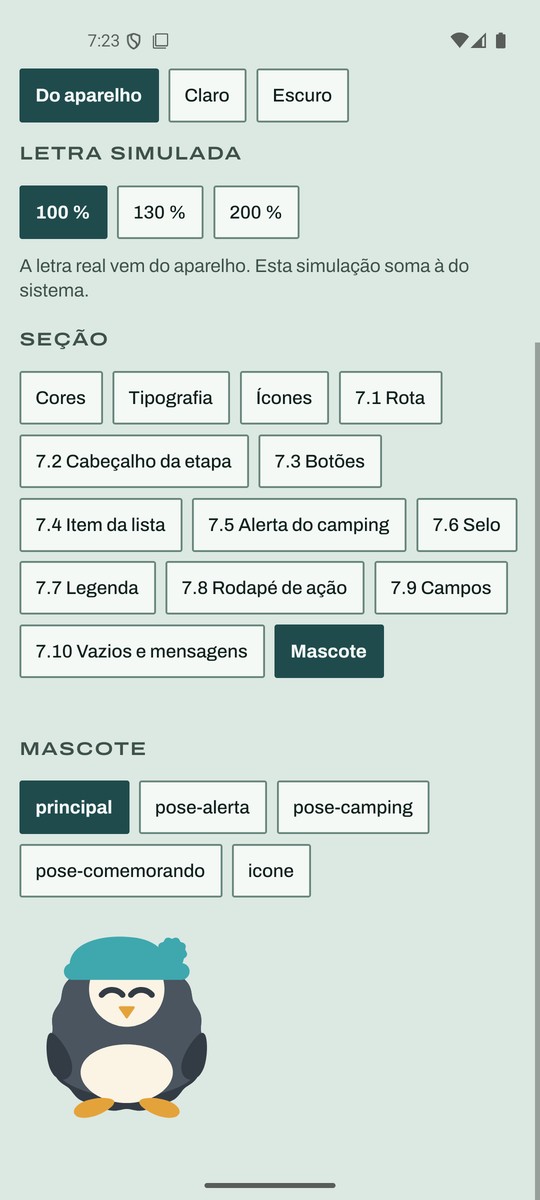 7:23
Do aparelho Claro Escuro
LETRA SIMULADA
100 % 130 % 200 %
A letra real vem do aparelho. Esta simulação soma à do
sistema.
SEÇÃO
Cores Tipografia Ícones 7.1 Rota
7.2 Cabeçalho da etapa 7.3 Botões
7.4 Item da lista 7.5 Alerta do camping 7.6 Selo
7.7 Legenda 7.8 Rodapé de ação 7.9 Campos
7.10 Vazios e mensagens Mascote
MASCOTE
principal pose-alerta pose-camping
pose-comemorando icone